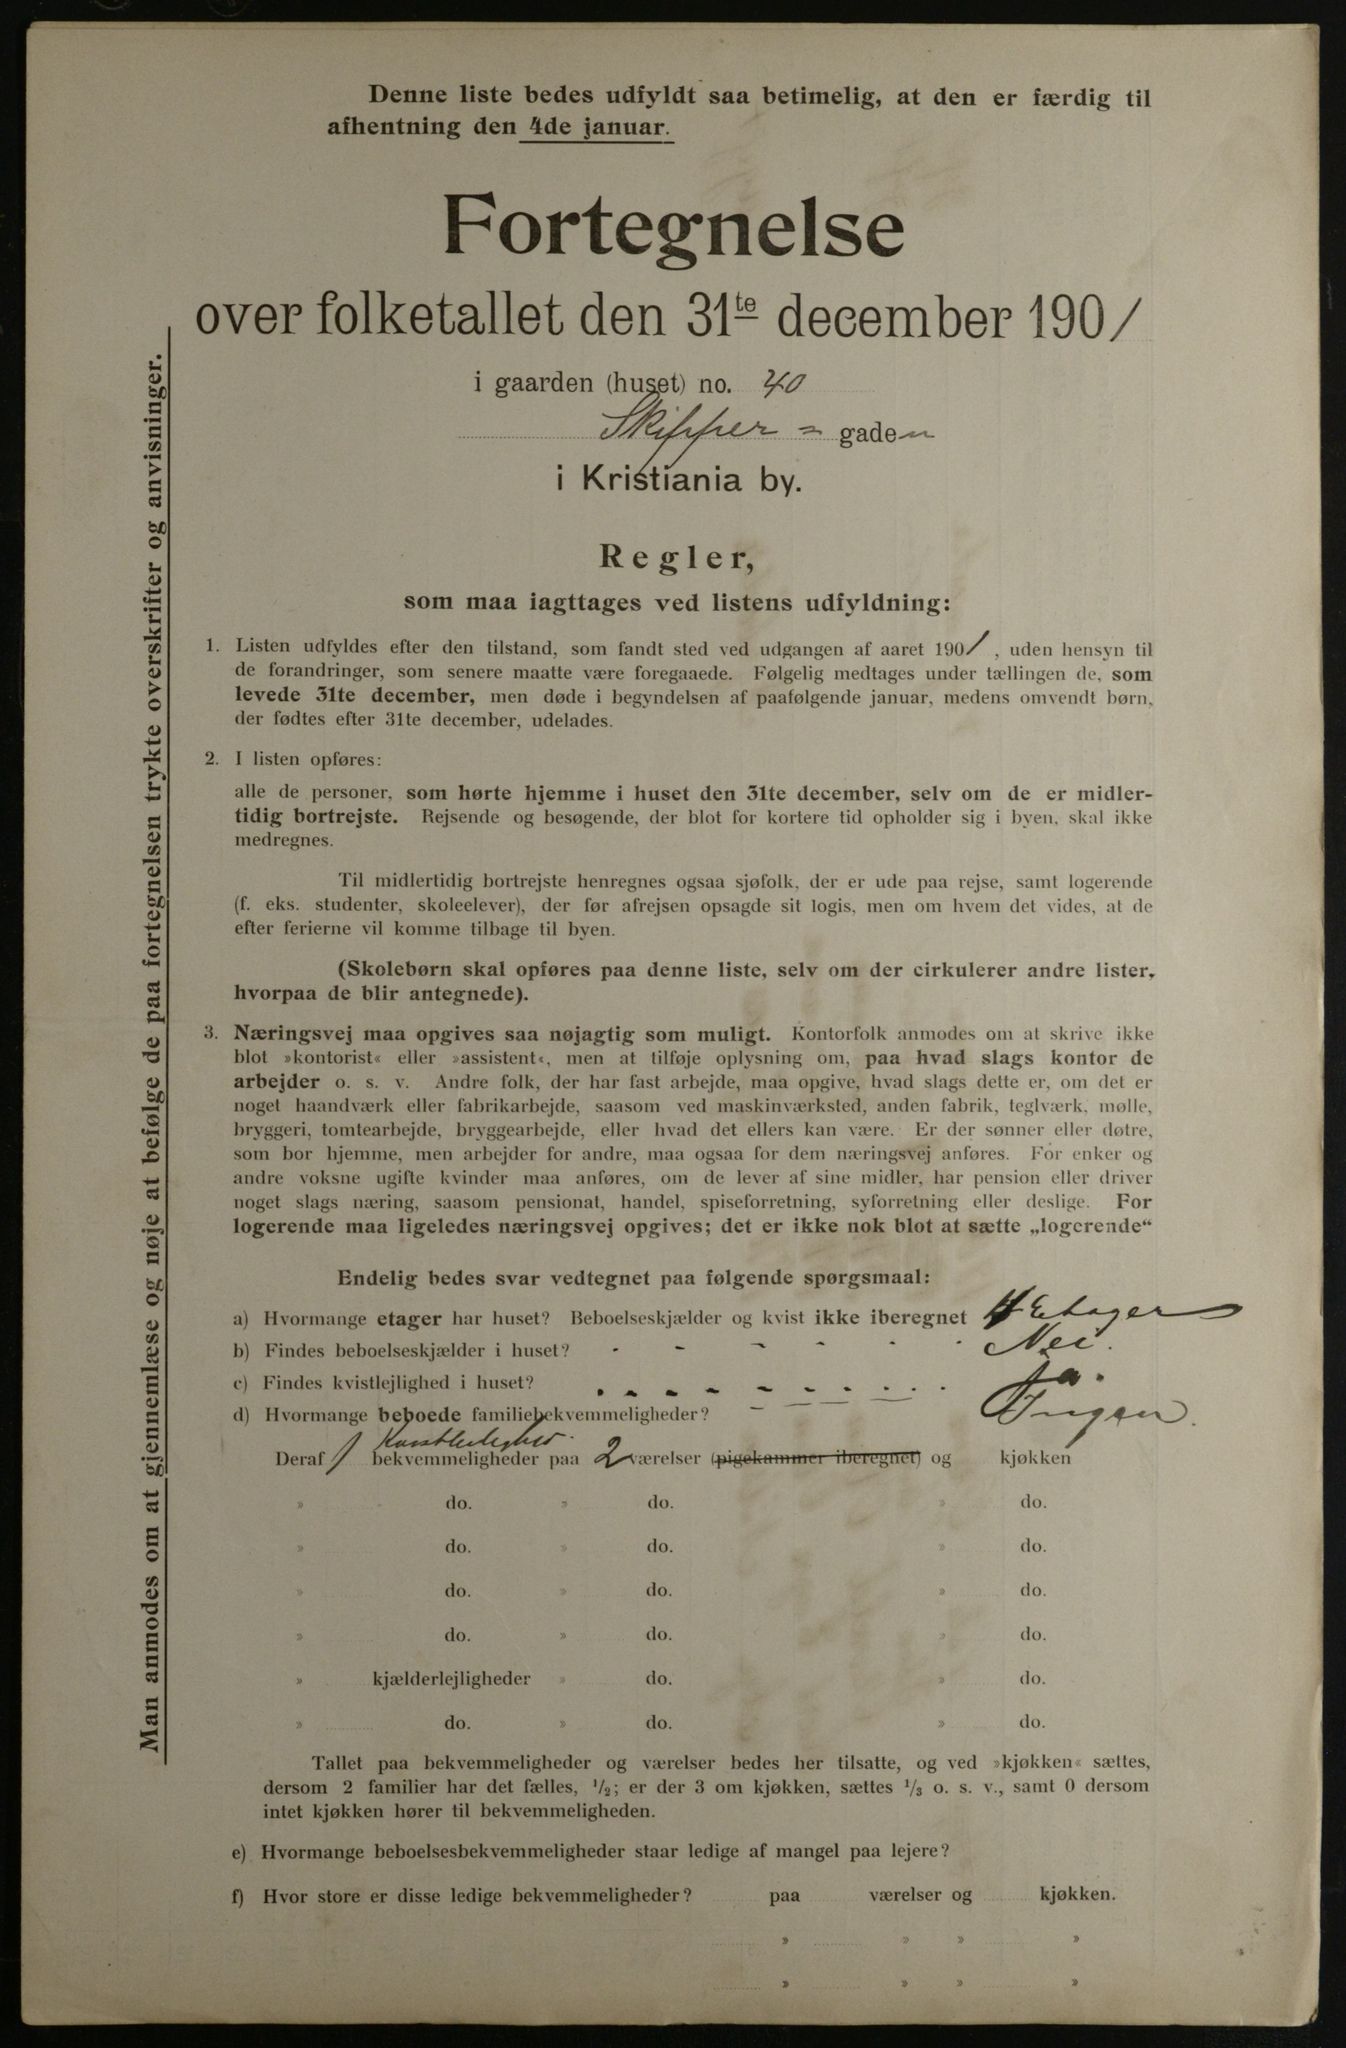 Denne liste bedes udfyldt saa betimelig, at den er færdig til
afhentning den 4de januar.
Fortegnelse
over folketallet den 31te december 1901
i gaarden (huset) no. 40
Skipper = gaden
i Kristiania by.
Regler,
som maa iagttages ved listens udfyldning:
1. Listen udfyldes efter den tilstand, som fandt sted ved udgangen af aaret 1901, uden hensyn til
de forandringer, som senere maatte være foregaaede. Følgelig medtages under tællingen de, som
levede 31te december, men døde i begyndelsen af paafølgende januar, medens omvendt børn,
der fødtes efter 31te december, udelades.
2. I listen opføres:
alle de personer, som hørte hjemme i huset den 31te december, selv om de er midler-
tidig bortrejste. Rejsende og besøgende, der blot for kortere tid opholder sig i byen, skal ikke
medregnes.
Til midlertidig bortrejste henregnes ogsaa sjøfolk, der er ude paa rejse, samt logerende
(f. eks. studenter, skoleelever), der før afrejsen opsagde sit logis, men om hvem det vides, at de
efter ferierne vil komme tilbage til byen.
(Skolebørn skal opføres paa denne liste, selv om der cirkulerer andre lister,
hvorpaa de blir antegnede).
3. Næringsvej maa opgives saa nøjagtig som muligt. Kontorfolk anmodes om at skrive ikke
blot »kontorist« eller »assistent«, men at tilføje oplysning om, paa hvad slags kontor de
arbejder o. s. v. Andre folk, der har fast arbejde, maa opgive, hvad slags dette er, om det er
noget haandværk eller fabrikarbejde, saasom ved maskinværksted, anden fabrik, teglværk, mølle,
bryggeri, tomtearbejde, bryggearbejde, eller hvad det ellers kan være. Er der sønner eller døtre,
som bor hjemme, men arbejder for andre, maa ogsaa for dem næringsvej anføres. For enker og
andre voksne ugifte kvinder maa anføres, om de lever af sine midler, har pension eller driver
noget slags næring, saasom pensionat, handel, spiseforretning, syforretning eller deslige. For
logerende maa ligeledes næringsvej opgives; det er ikke nok blot at sætte „logerende“
Endelig bedes svar vedtegnet paa følgende spørgsmaal:
a) Hvormange etager har huset? Beboelseskjælder og kvist ikke iberegnet 4 Etager
b) Findes beboelseskjælder i huset? Nei.
c) Findes kvistlejlighed i huset? Ja.
d) Hvormange beboede familiebekvemmeligheder? Ingen.
Kvistleilighed.
Deraf 1 bekvemmeligheder paa 2 værelser (pigekammer iberegnet) og kjøkken
» do. » do. » do.
» do. » do. » do.
» do. » do. » do.
» do. » do. » do.
» kjælderlejligheder » do. » do.
» do. » do. » do.
Tallet paa bekvemmeligheder og værelser bedes her tilsatte, og ved »kjøkken« sættes,
dersom 2 familier har det fælles, 1/2; er der 3 om kjøkken, sættes 1/3 o. s. v., samt 0 dersom
intet kjøkken hører til bekvemmeligheden.
e) Hvormange beboelsesbekvemmeligheder staar ledige af mangel paa lejere?
f) Hvor store er disse ledige bekvemmeligheder? paa værelser og kjøkken.
» » » »
» » » »
Man anmodes om at gjennemlæse og nøje at befølge de paa fortegnelsen trykte overskrifter og anvisninger.